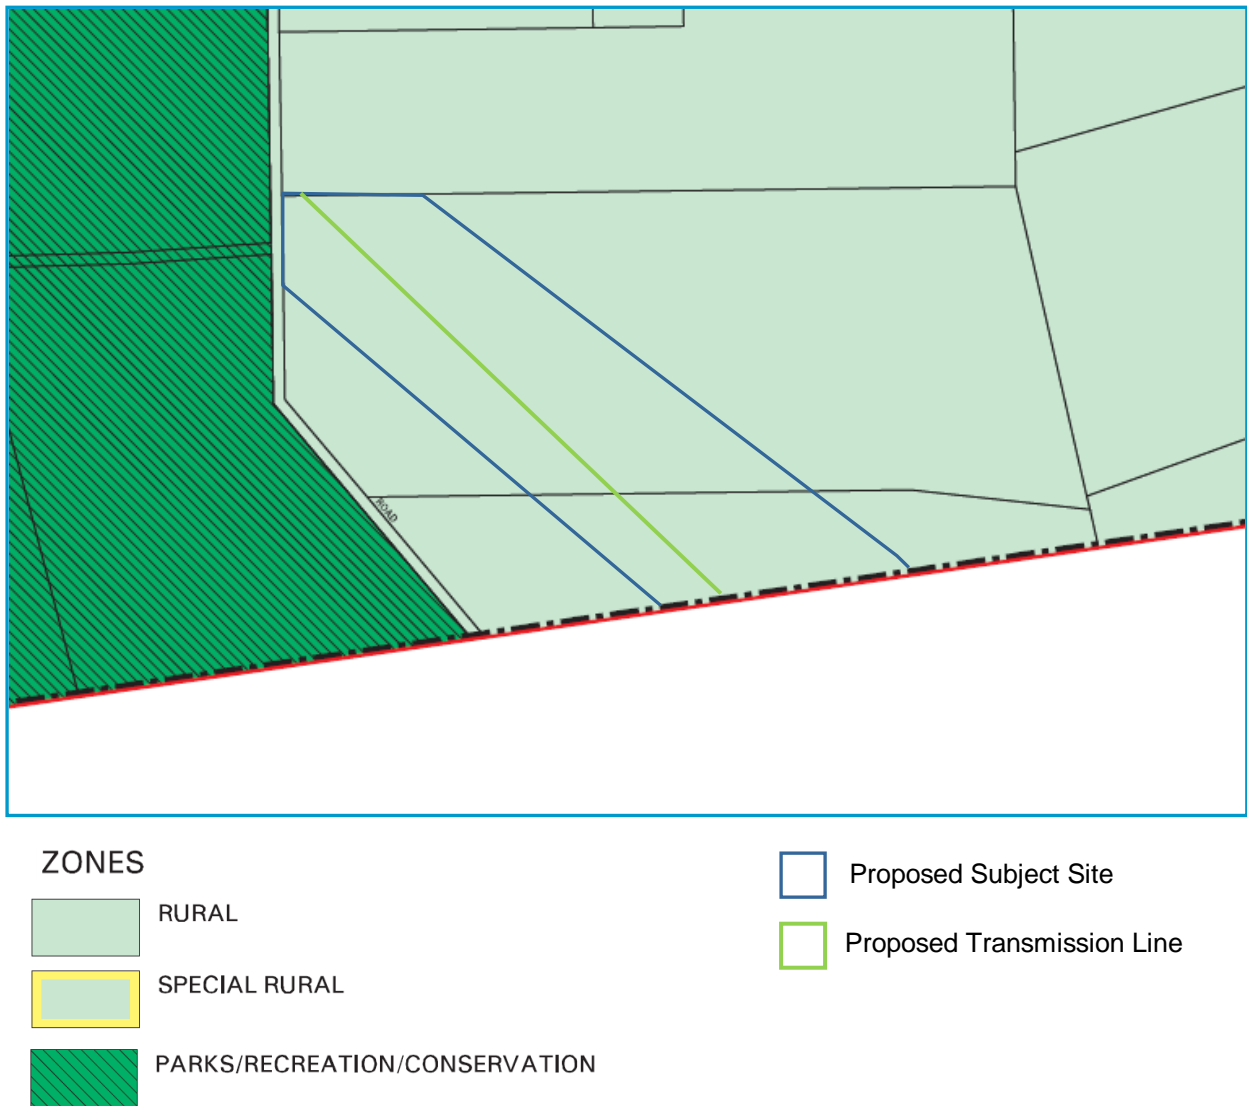 ROAD
ZONES
RURAL
SPECIAL RURAL
PARKS/RECREATION/CONSERVATION
Proposed Subject Site
Proposed Transmission Line